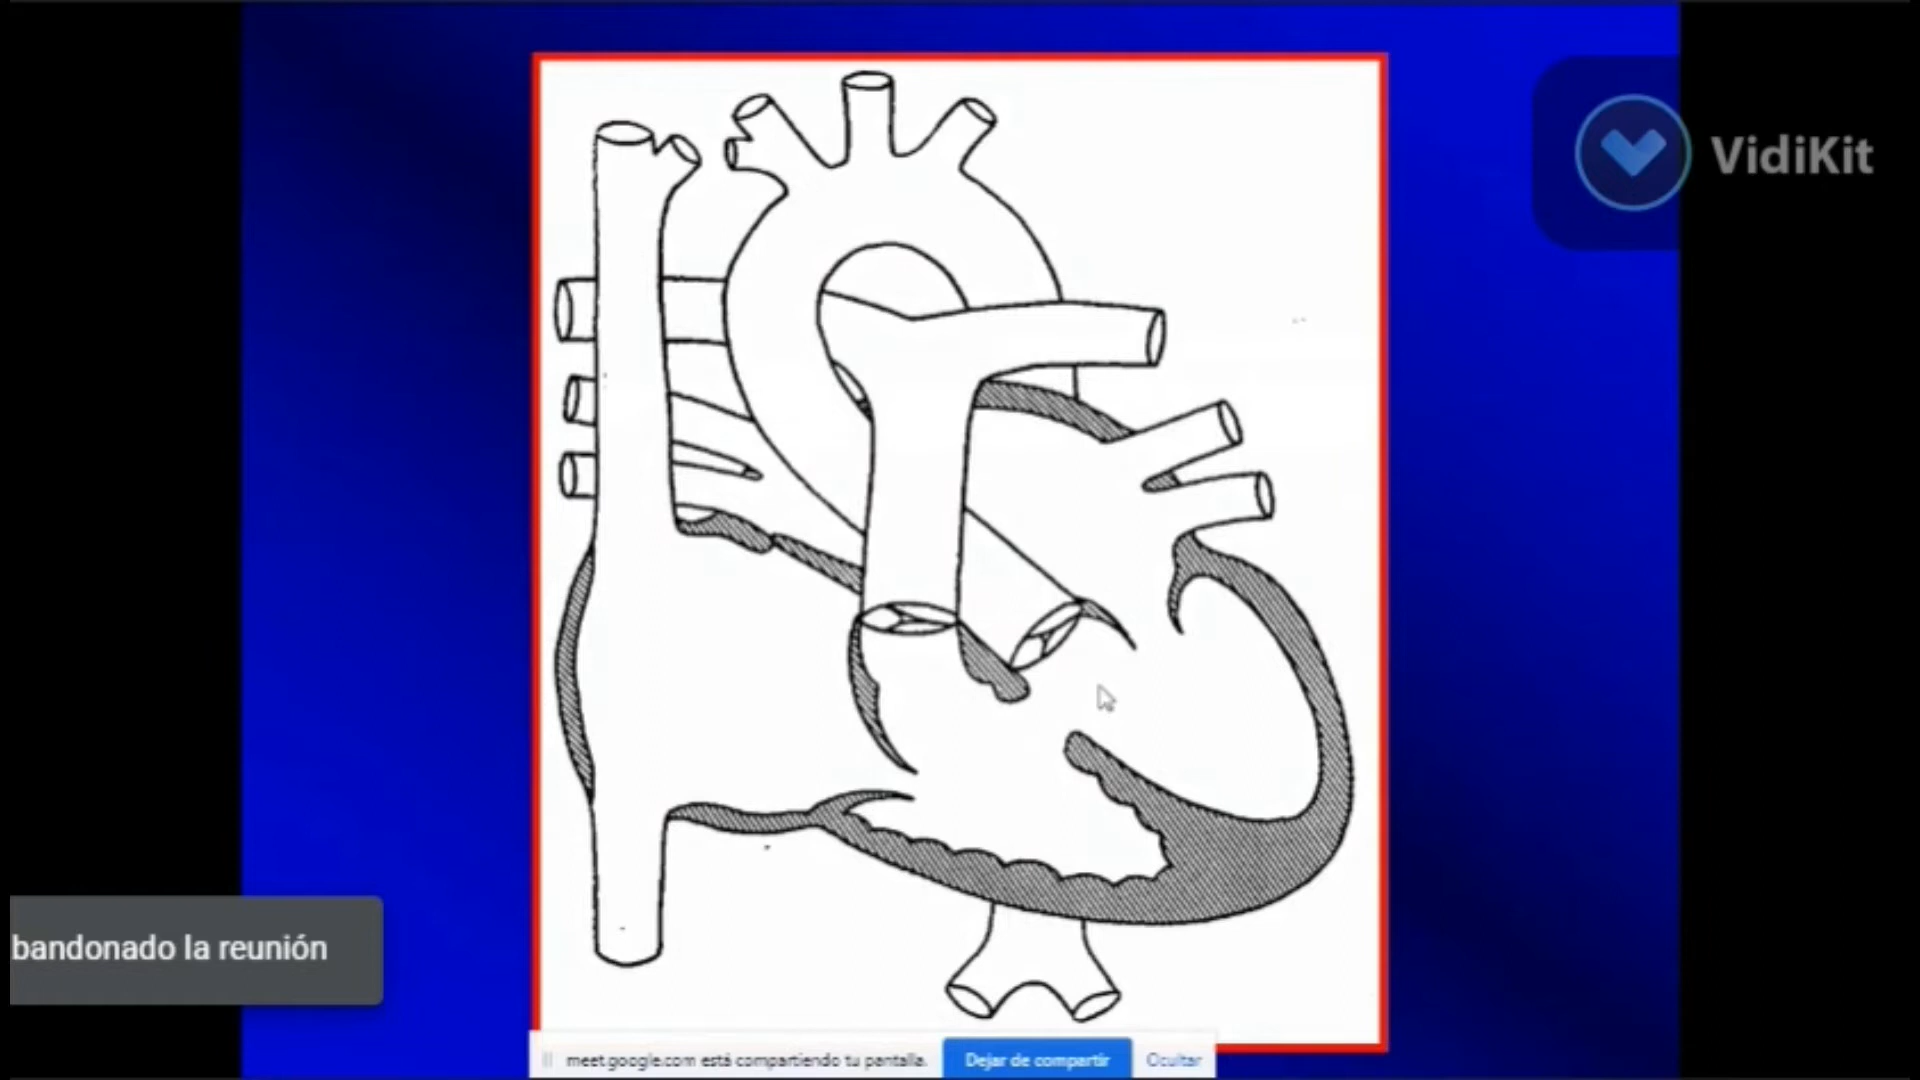 VidiKit
bandonado la reunión
meet.google.com está compartiendo tu pantalla.
Dejar de compartir
Ocultar